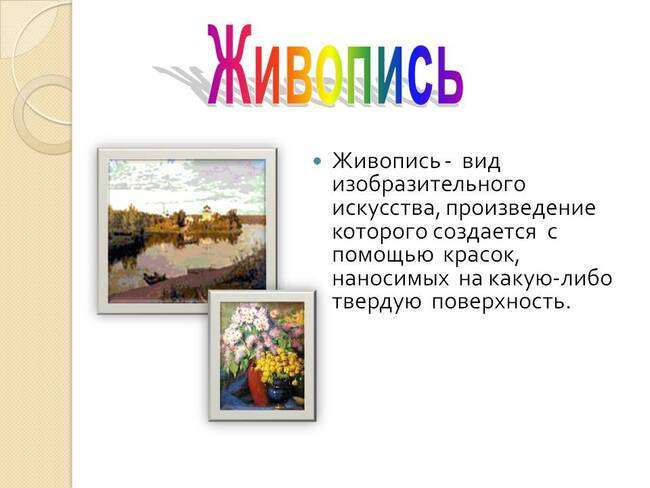 Живопись
Живопись - вид
изобразительного
искусства, произведение
которого создается с
помощью красок,
наносимых на какую-либо
твердую поверхность.